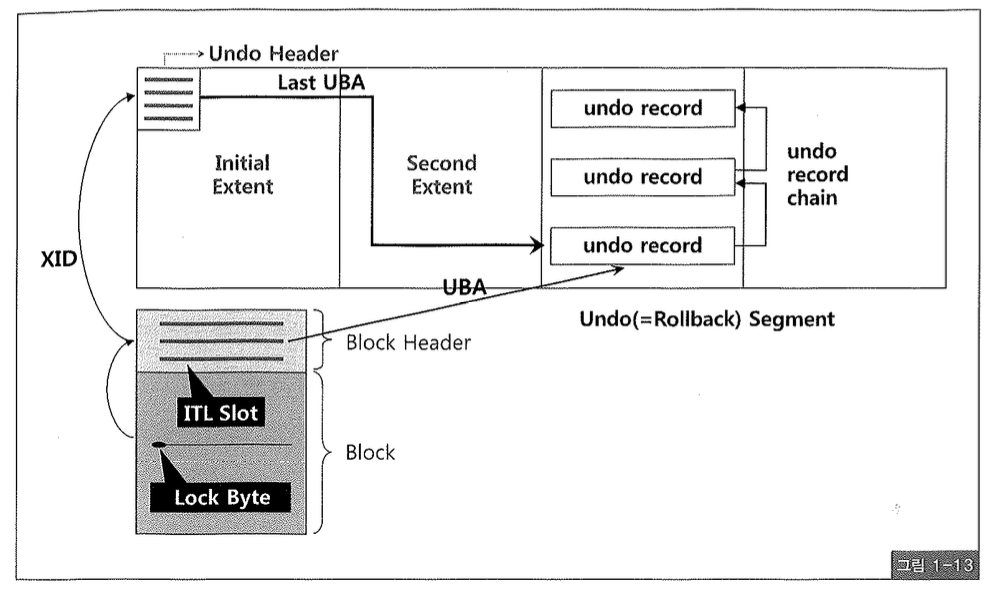 Undo Header
Last UBA
Initial
Extent
Second
Extent
undo record
undo record
undo record
undo
record
chain
XID
UBA
Undo(=Rollback) Segment
Block Header
ITL Slot
Block
Lock Byte
그림 1-13